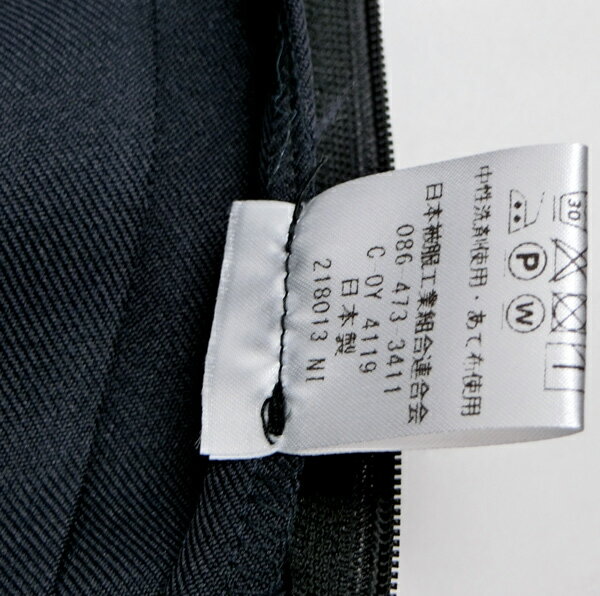 30
P W
中性洗剤使用・あて布使用
日本被服工業組合連合会
086-473-3411
C-0Y 4119
日本製
218013 NI